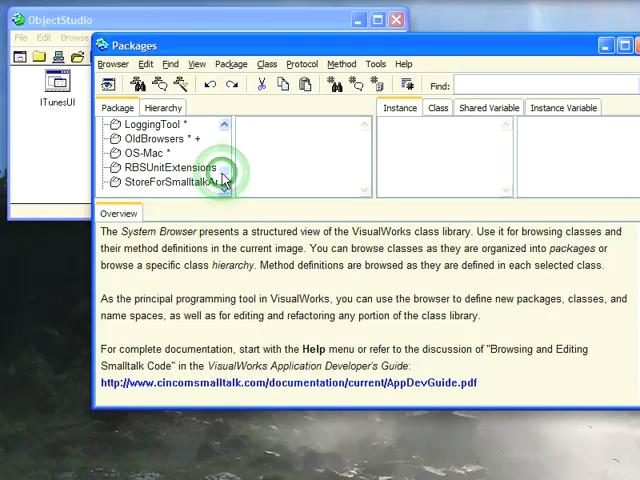 ObjectStudio
File Edit Browse
ITunesUI
Packages
Browser Edit Find View Package Class Protocol Method Tools Help
Find:
Package Hierarchy Instance Class Shared Variable Instance Variable
LoggingTool *
OldBrowsers * +
OS-Mac *
RBSUnitExtensions
StoreForSmalltalkAr
Overview
The System Browser presents a structured view of the VisualWorks class library. Use it for browsing classes and
their method definitions in the current image. You can browse classes as they are organized into packages or
browse a specific class hierarchy. Method definitions are browsed as they are defined in each selected class.
As the principal programming tool in VisualWorks, you can use the browser to define new packages, classes, and
name spaces, as well as for editing and refactoring any portion of the class library.
For complete documentation, start with the Help menu or refer to the discussion of "Browsing and Editing
Smalltalk Code" in the VisualWorks Application Developer's Guide:
http://www.cincomsmalltalk.com/documentation/current/AppDevGuide.pdf